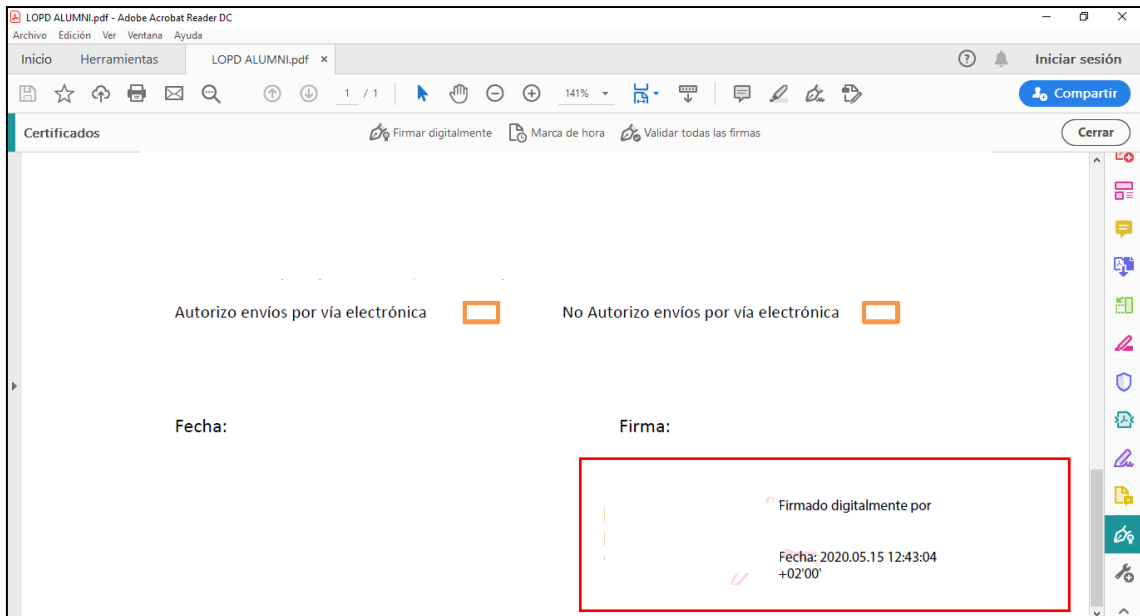 LOPD ALUMNI.pdf - Adobe Acrobat Reader DC
Archivo Edición Ver Ventana Ayuda
Inicio Herramientas LOPD ALUMNI.pdf × Iniciar sesión
1 / 1 141% Compartir
Certificados Firmar digitalmente Marca de hora Validar todas las firmas Cerrar
Autorizo envíos por vía electrónica No Autorizo envíos por vía electrónica
Fecha: Firma:
Firmado digitalmente por
Fecha: 2020.05.15 12:43:04
+02'00'